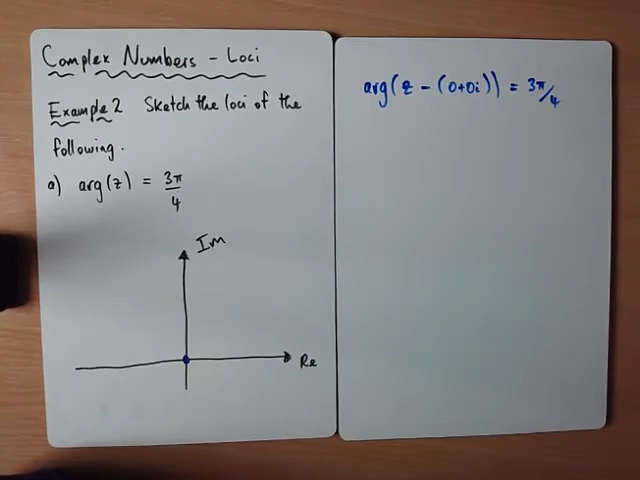 Complex Numbers - Loci
Example 2 Sketch the loci of the
following.
a) arg(z) = 3π/4
Im
Re
arg(z - (0+0i)) = 3π/4